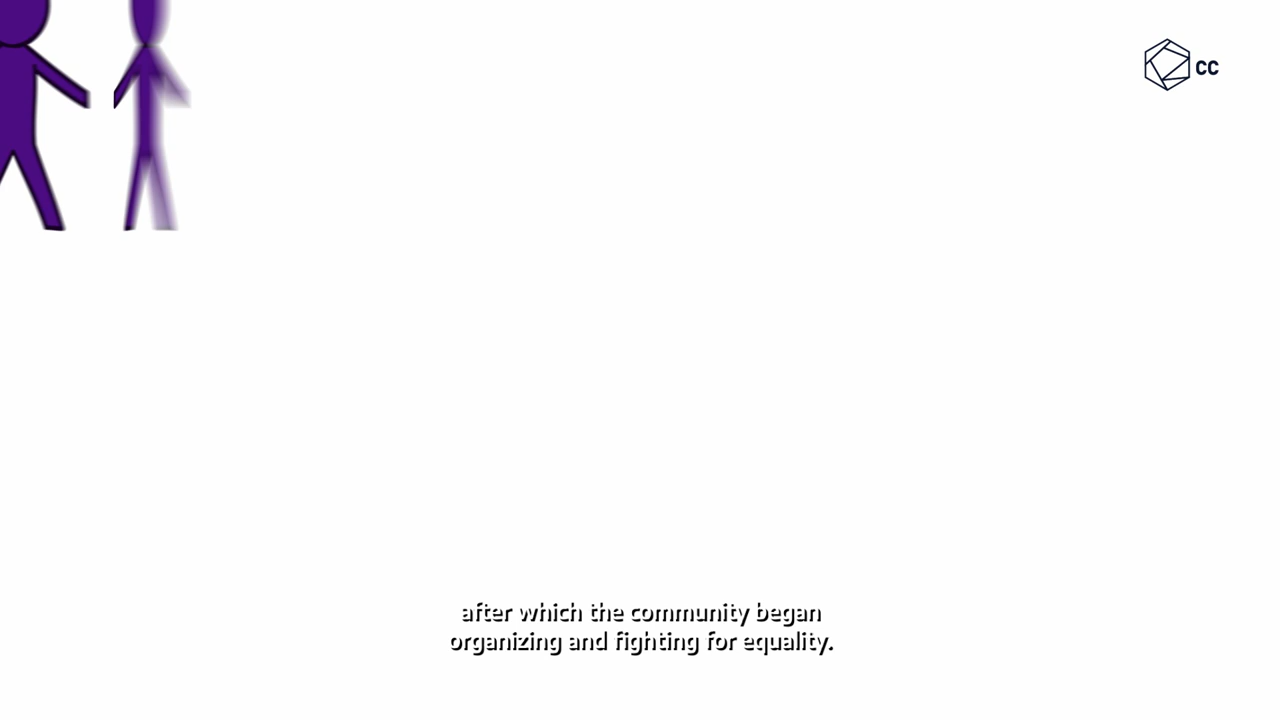 cc
after which the community began
organizing and fighting for equality.